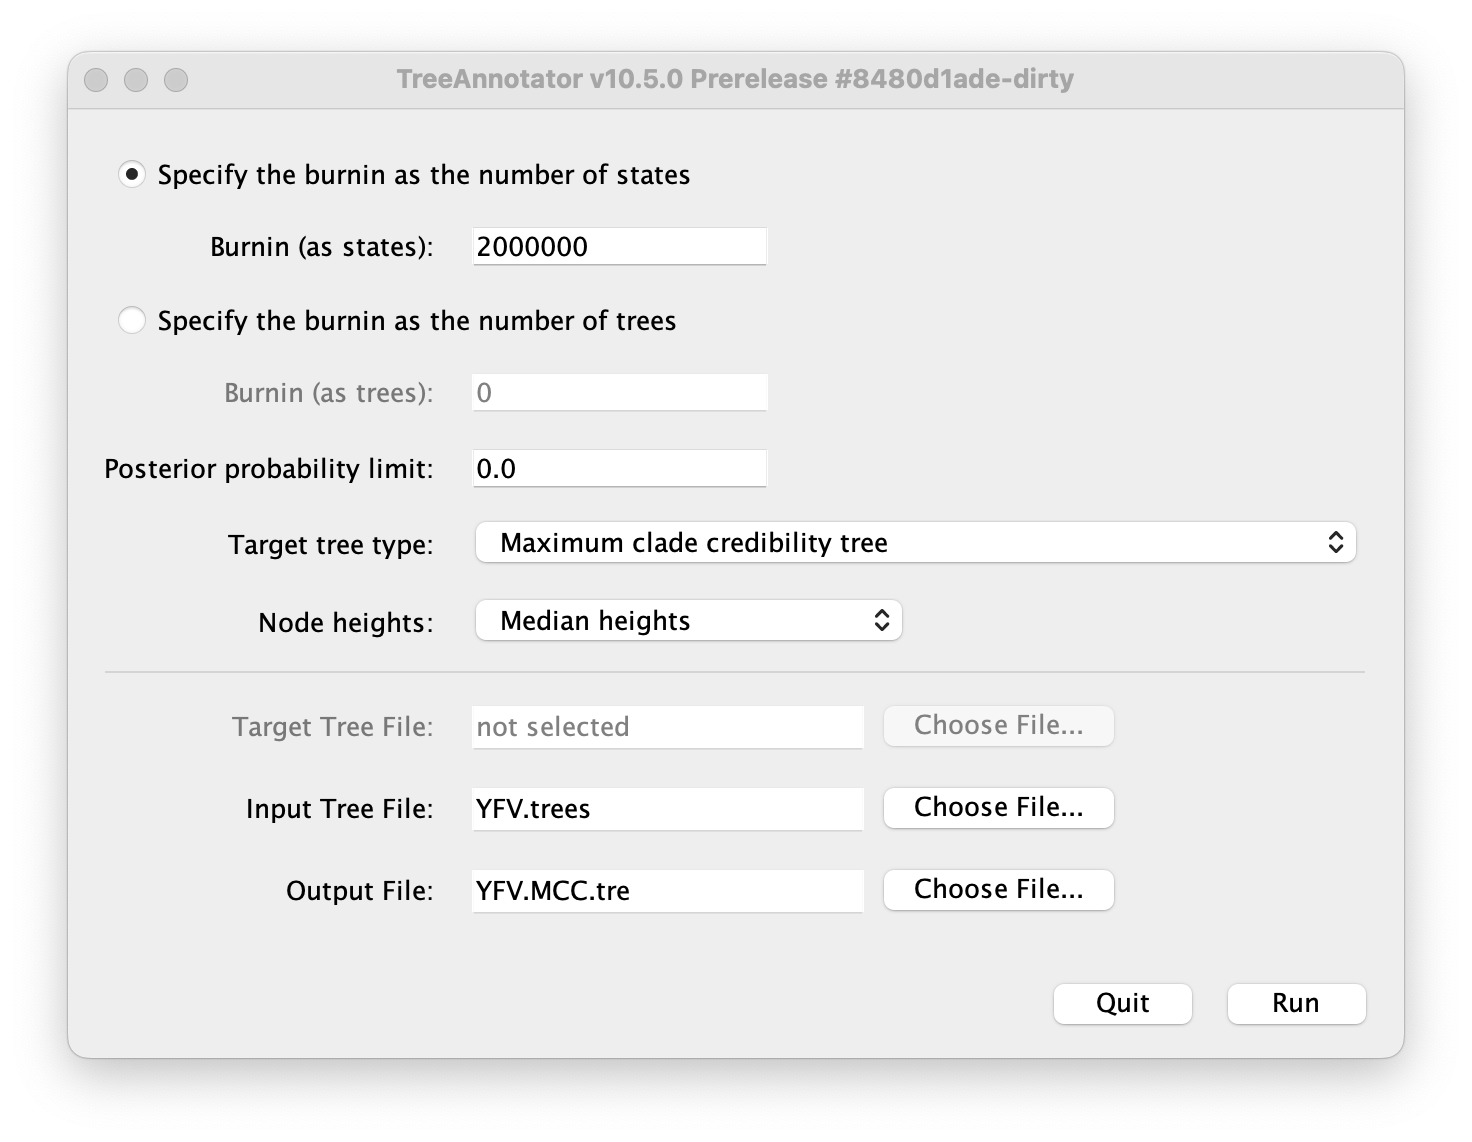 TreeAnnotator v10.5.0 Prerelease #8480d1ade-dirty
Specify the burnin as the number of states
Burnin (as states): 2000000
Specify the burnin as the number of trees
Burnin (as trees): 0
Posterior probability limit: 0.0
Target tree type: Maximum clade credibility tree
Node heights: Median heights
Target Tree File: not selected Choose File...
Input Tree File: YFV.trees Choose File...
Output File: YFV.MCC.tre Choose File...
Quit Run